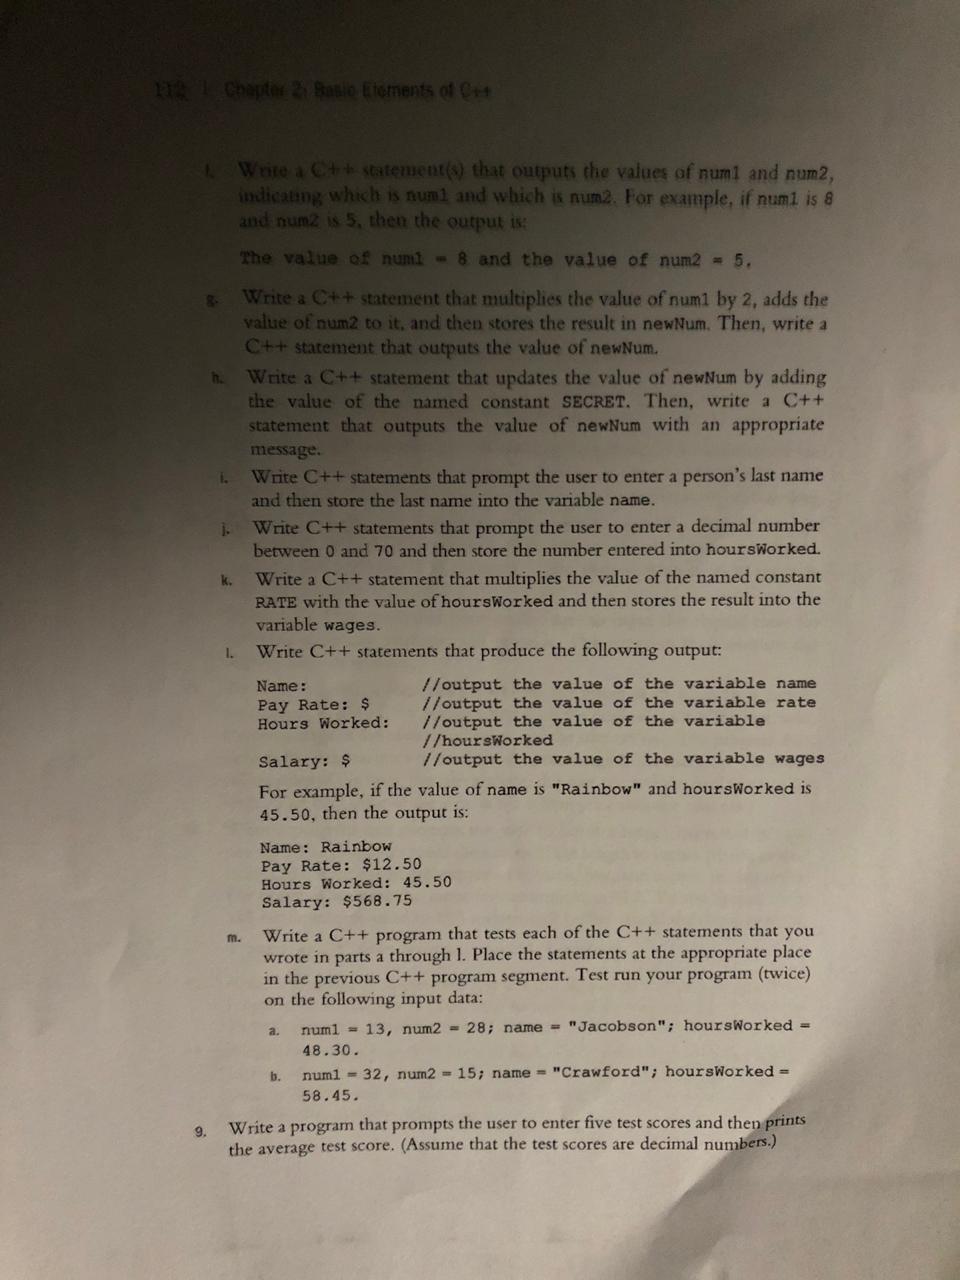 112 | Chapter 2: Basic Elements of C++
f. Write a C++ statement(s) that outputs the values of num1 and num2,
indicating which is num1 and which is num2. For example, if num1 is 8
and num2 is 5, then the output is:
The value of num1 = 8 and the value of num2 = 5.
g. Write a C++ statement that multiplies the value of num1 by 2, adds the
value of num2 to it, and then stores the result in newNum. Then, write a
C++ statement that outputs the value of newNum.
h. Write a C++ statement that updates the value of newNum by adding
the value of the named constant SECRET. Then, write a C++
statement that outputs the value of newNum with an appropriate
message.
i. Write C++ statements that prompt the user to enter a person's last name
and then store the last name into the variable name.
j. Write C++ statements that prompt the user to enter a decimal number
between 0 and 70 and then store the number entered into hoursWorked.
k. Write a C++ statement that multiplies the value of the named constant
RATE with the value of hoursWorked and then stores the result into the
variable wages.
l. Write C++ statements that produce the following output:
Name: //output the value of the variable name
Pay Rate: $ //output the value of the variable rate
Hours Worked: //output the value of the variable
//hoursWorked
Salary: $ //output the value of the variable wages
For example, if the value of name is "Rainbow" and hoursWorked is
45.50, then the output is:
Name: Rainbow
Pay Rate: $12.50
Hours Worked: 45.50
Salary: $568.75
m. Write a C++ program that tests each of the C++ statements that you
wrote in parts a through l. Place the statements at the appropriate place
in the previous C++ program segment. Test run your program (twice)
on the following input data:
a. num1 = 13, num2 = 28; name = "Jacobson"; hoursWorked =
48.30.
b. num1 = 32, num2 = 15; name = "Crawford"; hoursWorked =
58.45.
9. Write a program that prompts the user to enter five test scores and then prints
the average test score. (Assume that the test scores are decimal numbers.)